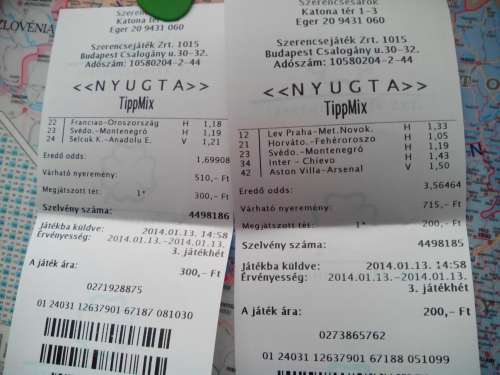 SZLOVÉNIA
Katona tér 1-3
Eger 20 9431 060
Szerencsejáték Zrt. 1015
Budapest Csalogány u.30-32.
Adószám: 10580204-2-44
<<NYUGTA>>
TippMix
22 Franciao-Oroszország H 1,18
23 Svédo.-Montenegró H 1,19
24 Selcuk K.-Anadolu E. V 1,21
Eredő odds: 1,69908
Várható nyeremény: 510,-Ft
Megjátszott tét: 1* 300,-Ft
Szelvény száma: 4498186
Játékba küldve: 2014.01.13. 14:58
Érvényesség: 2014.01.13.-2014.01.13.
3. játékhét
A játék ára: 300,-Ft
0271928875
01 24031 12637901 67187 081030
Szerencsesarok
Katona tér 1-3
Eger 20 9431 060
Szerencsejáték Zrt. 1015
Budapest Csalogány u.30-32.
Adószám: 10580204-2-44
<<NYUGTA>>
TippMix
12 Lev Praha-Met.Novok. H 1,33
21 Horváto.-Fehéroroszo H 1,05
23 Svédo.-Montenegró H 1,19
34 Inter - Chievo H 1,43
42 Aston Villa-Arsenal V 1,50
Eredő odds: 3,56464
Várható nyeremény: 715,-Ft
Megjátszott tét: 1* 200,-Ft
Szelvény száma: 4498185
Játékba küldve: 2014.01.13. 14:58
Érvényesség: 2014.01.13.-2014.01.13.
3. játékhét
A játék ára: 200,-Ft
0273865762
01 24031 12637901 67188 051099